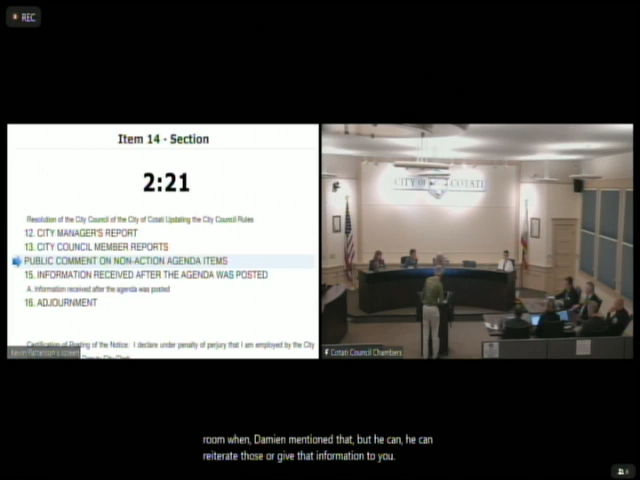 REC
Item 14 - Section
2:21
Resolution of the City Council of the City of Cotati Updating the City Council Rules
12. CITY MANAGER'S REPORT
13. CITY COUNCIL MEMBER REPORTS
PUBLIC COMMENT ON NON-ACTION AGENDA ITEMS
15. INFORMATION RECEIVED AFTER THE AGENDA WAS POSTED
A. Information received after the agenda was posted
16. ADJOURNMENT
Certification of Posting of the Notice: I declare under penalty of perjury that I am employed by the City
Deputy City Clerk
CITY OF COTATI
Cotati Council Chambers
room when, Damien mentioned that, but he can, he can
reiterate those or give that information to you.